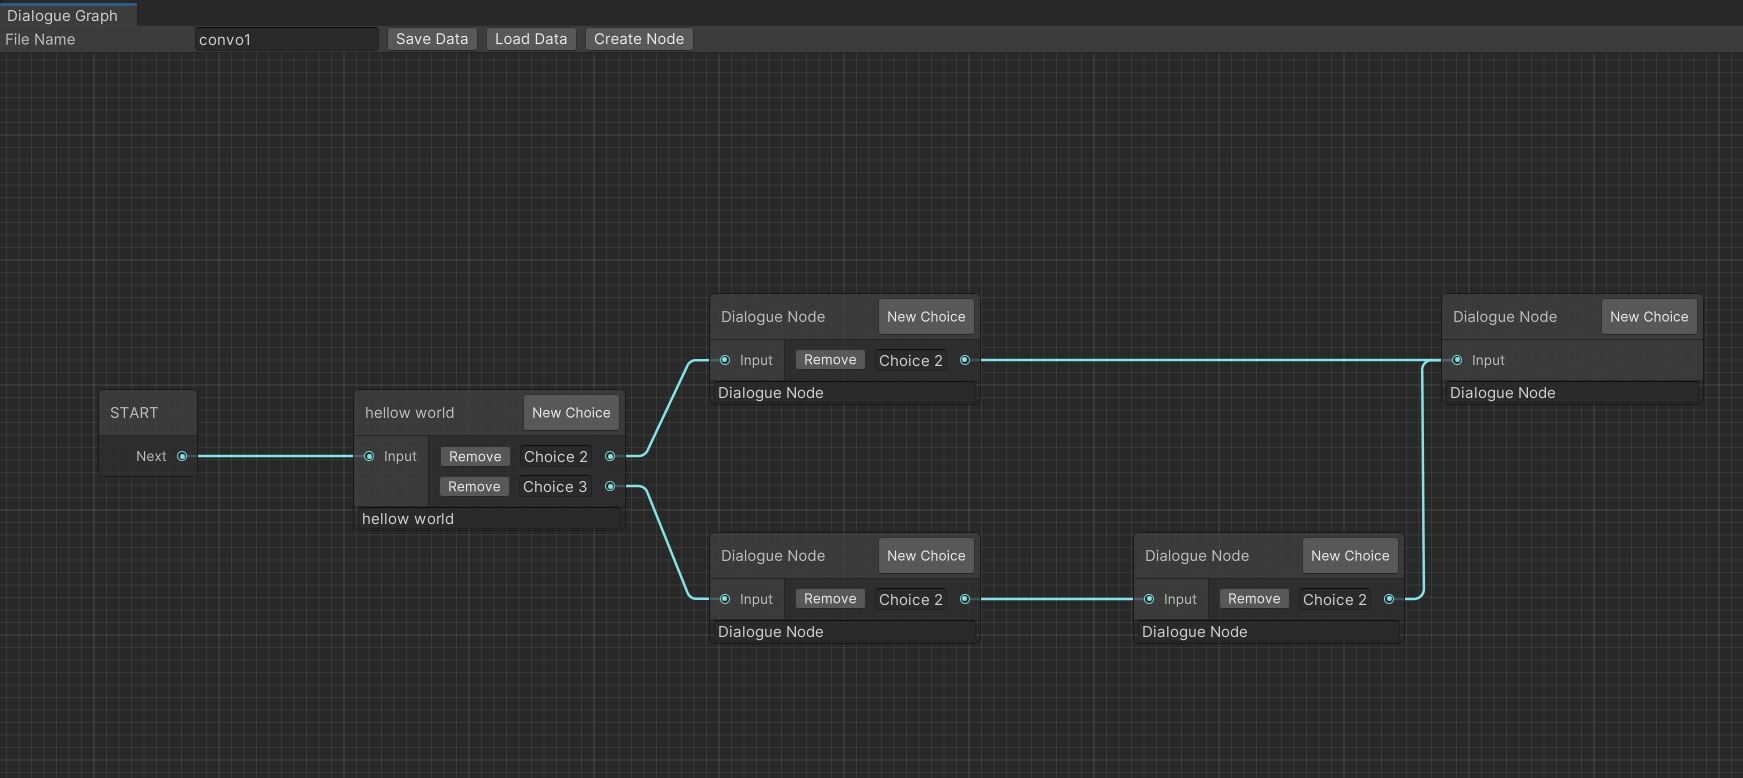 Dialogue Graph
File Name convo1 Save Data Load Data Create Node
START
Next
hellow world New Choice
Input Remove Choice 2
Remove Choice 3
hellow world
Dialogue Node New Choice
Input Remove Choice 2
Dialogue Node
Dialogue Node New Choice
Input Remove Choice 2
Dialogue Node
Dialogue Node New Choice
Input Remove Choice 2
Dialogue Node
Dialogue Node New Choice
Input
Dialogue Node